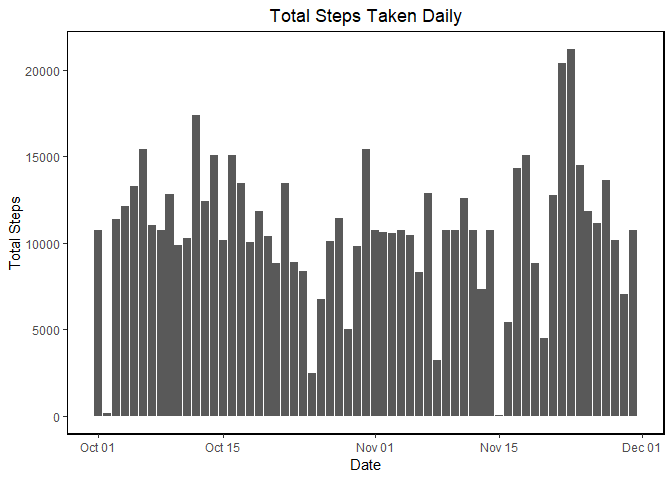 Total Steps Taken Daily
Total Steps
20000
15000
10000
5000
0
Oct 01 Oct 15 Nov 01 Nov 15 Dec 01
Date